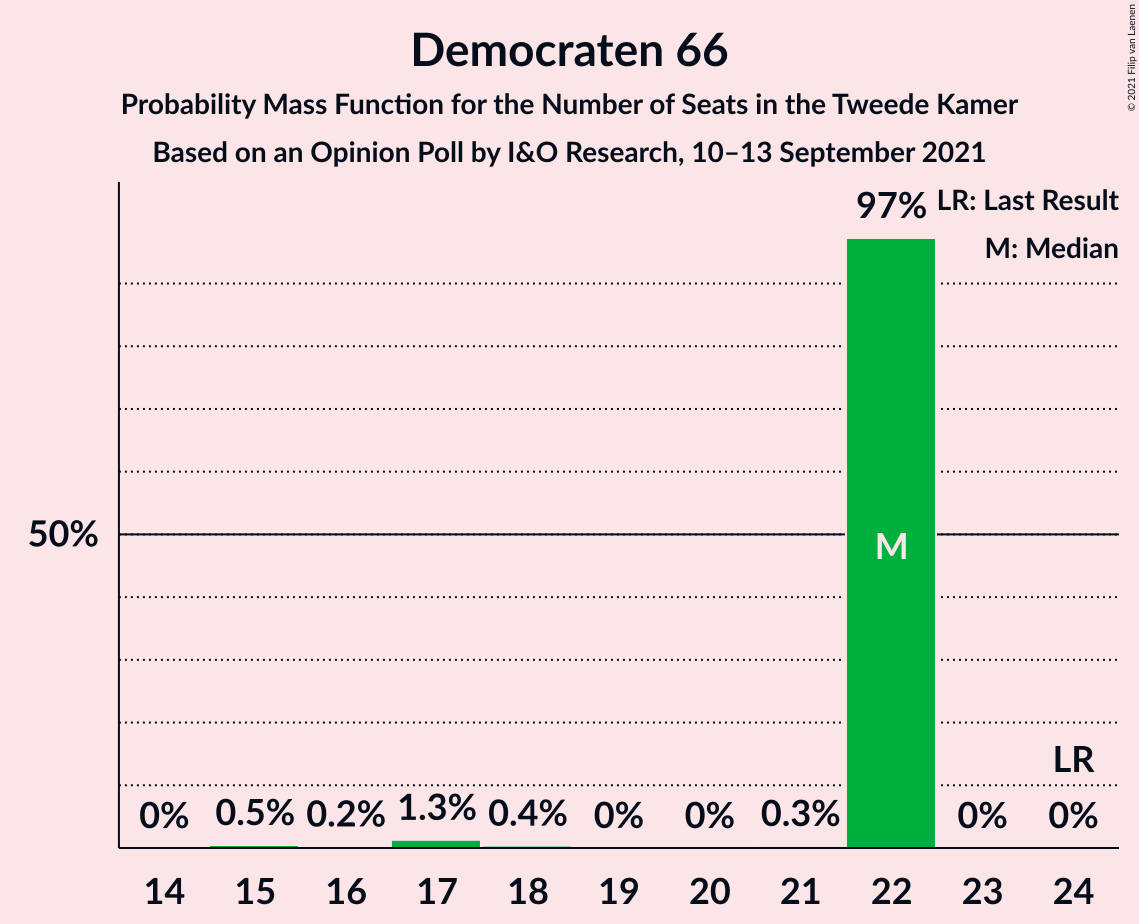 Democraten 66
Probability Mass Function for the Number of Seats in the Tweede Kamer
Based on an Opinion Poll by I&O Research, 10–13 September 2021
© 2021 Filip van Laenen
LR: Last Result
M: Median
97%
50%
M
LR
0% 0.5% 0.2% 1.3% 0.4% 0% 0% 0.3% 0% 0%
14 15 16 17 18 19 20 21 22 23 24